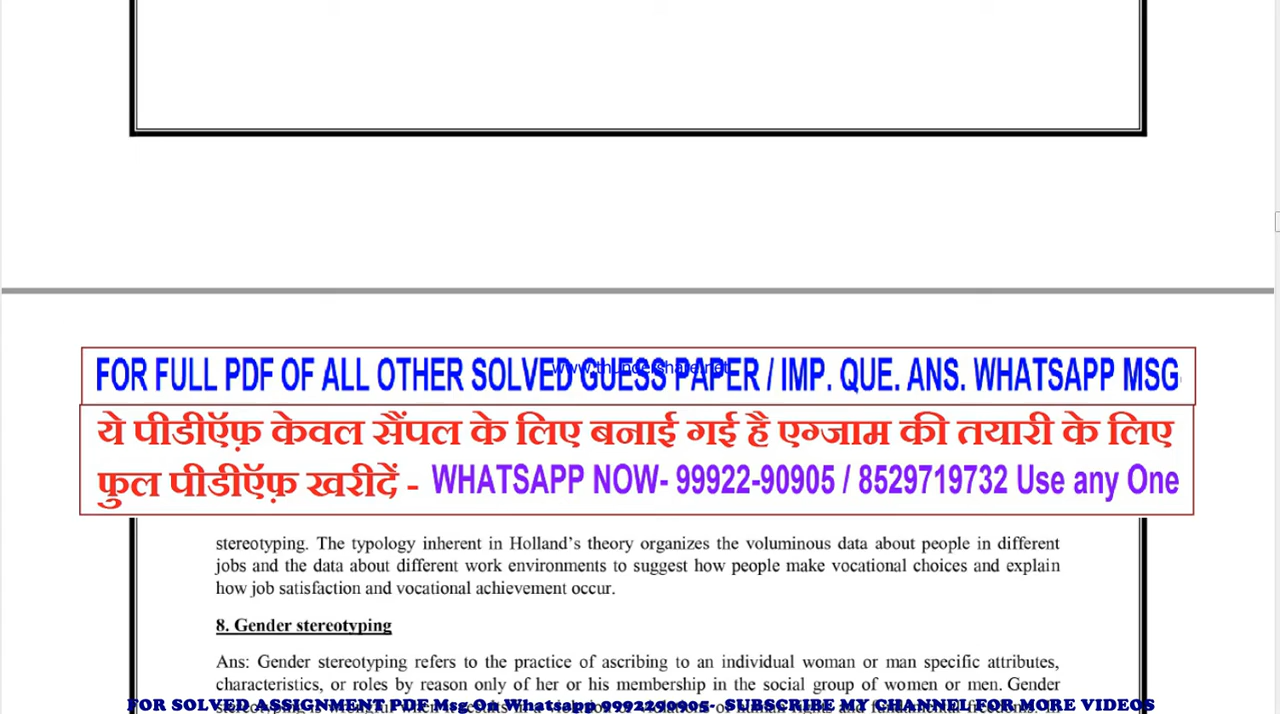 FOR FULL PDF OF ALL OTHER SOLVED GUESS PAPER / IMP. QUE. ANS. WHATSAPP MSG
www.thundershare.net
ये पीडीऍफ़ केवल सैंपल के लिए बनाई गई है एग्जाम की तयारी के लिए
फुल पीडीऍफ़ खरीदें - WHATSAPP NOW- 99922-90905 / 8529719732 Use any One
stereotyping. The typology inherent in Holland's theory organizes the voluminous data about people in different
jobs and the data about different work environments to suggest how people make vocational choices and explain
how job satisfaction and vocational achievement occur.
8. Gender stereotyping
Ans: Gender stereotyping refers to the practice of ascribing to an individual woman or man specific attributes,
characteristics, or roles by reason only of her or his membership in the social group of women or men. Gender
FOR SOLVED ASSIGNMENT PDF Msg On Whatsapp 9992290905- SUBSCRIBE MY CHANNEL FOR MORE VIDEOS